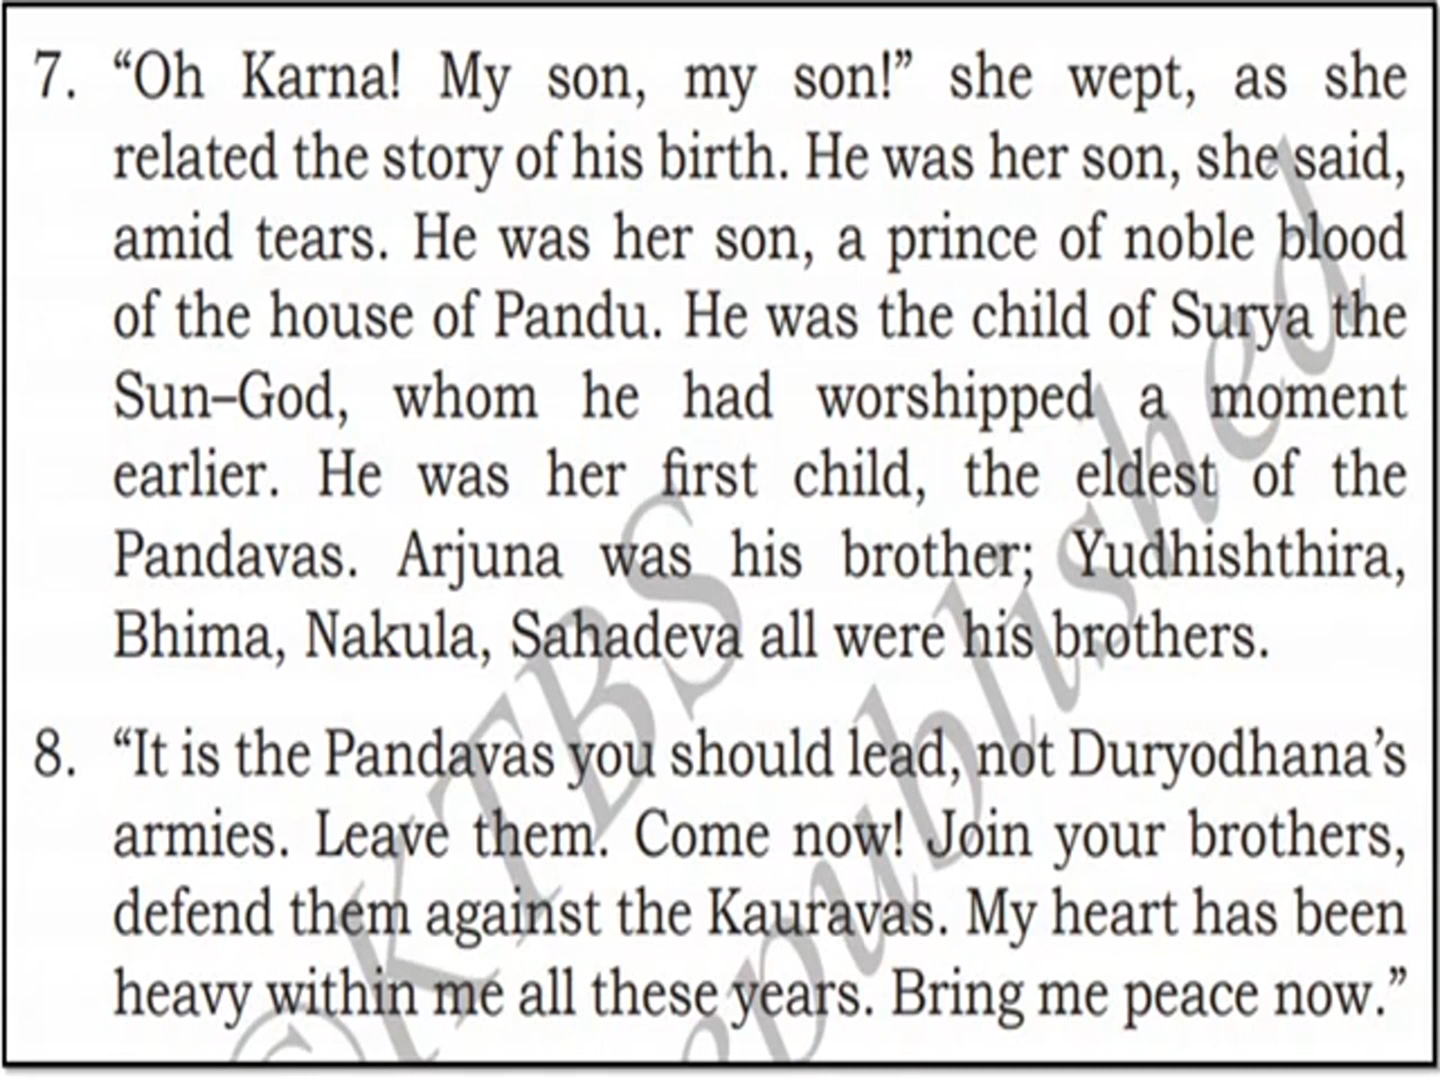 7. “Oh Karna! My son, my son!” she wept, as she
related the story of his birth. He was her son, she said,
amid tears. He was her son, a prince of noble blood
of the house of Pandu. He was the child of Surya the
Sun–God, whom he had worshipped a moment
earlier. He was her first child, the eldest of the
Pandavas. Arjuna was his brother; Yudhishthira,
Bhima, Nakula, Sahadeva all were his brothers.
8. “It is the Pandavas you should lead, not Duryodhana’s
armies. Leave them. Come now! Join your brothers,
defend them against the Kauravas. My heart has been
heavy within me all these years. Bring me peace now.”
©KTBS
republished